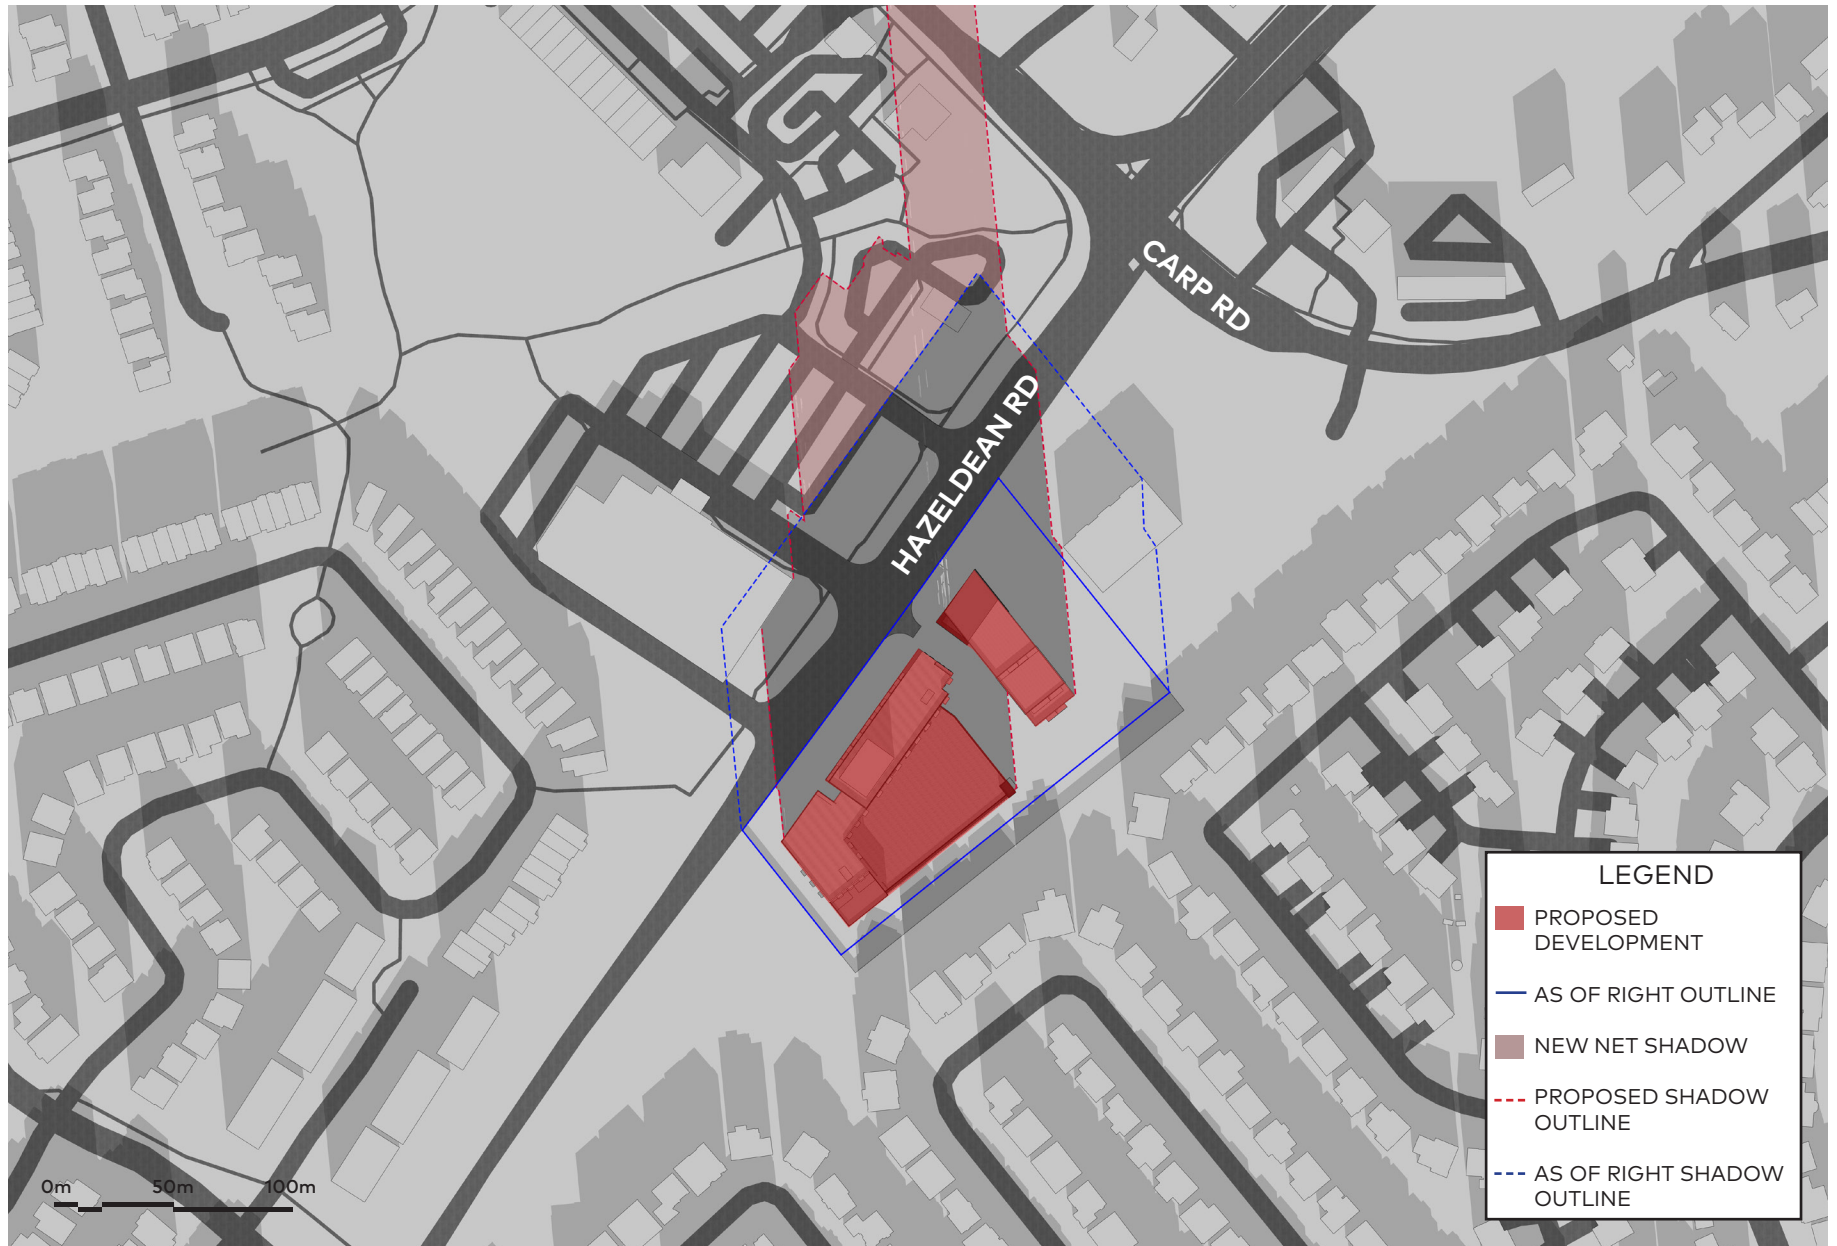 CARP RD
HAZELDEAN RD
LEGEND
PROPOSED
DEVELOPMENT
AS OF RIGHT OUTLINE
NEW NET SHADOW
PROPOSED SHADOW
OUTLINE
AS OF RIGHT SHADOW
OUTLINE
0m 50m 100m